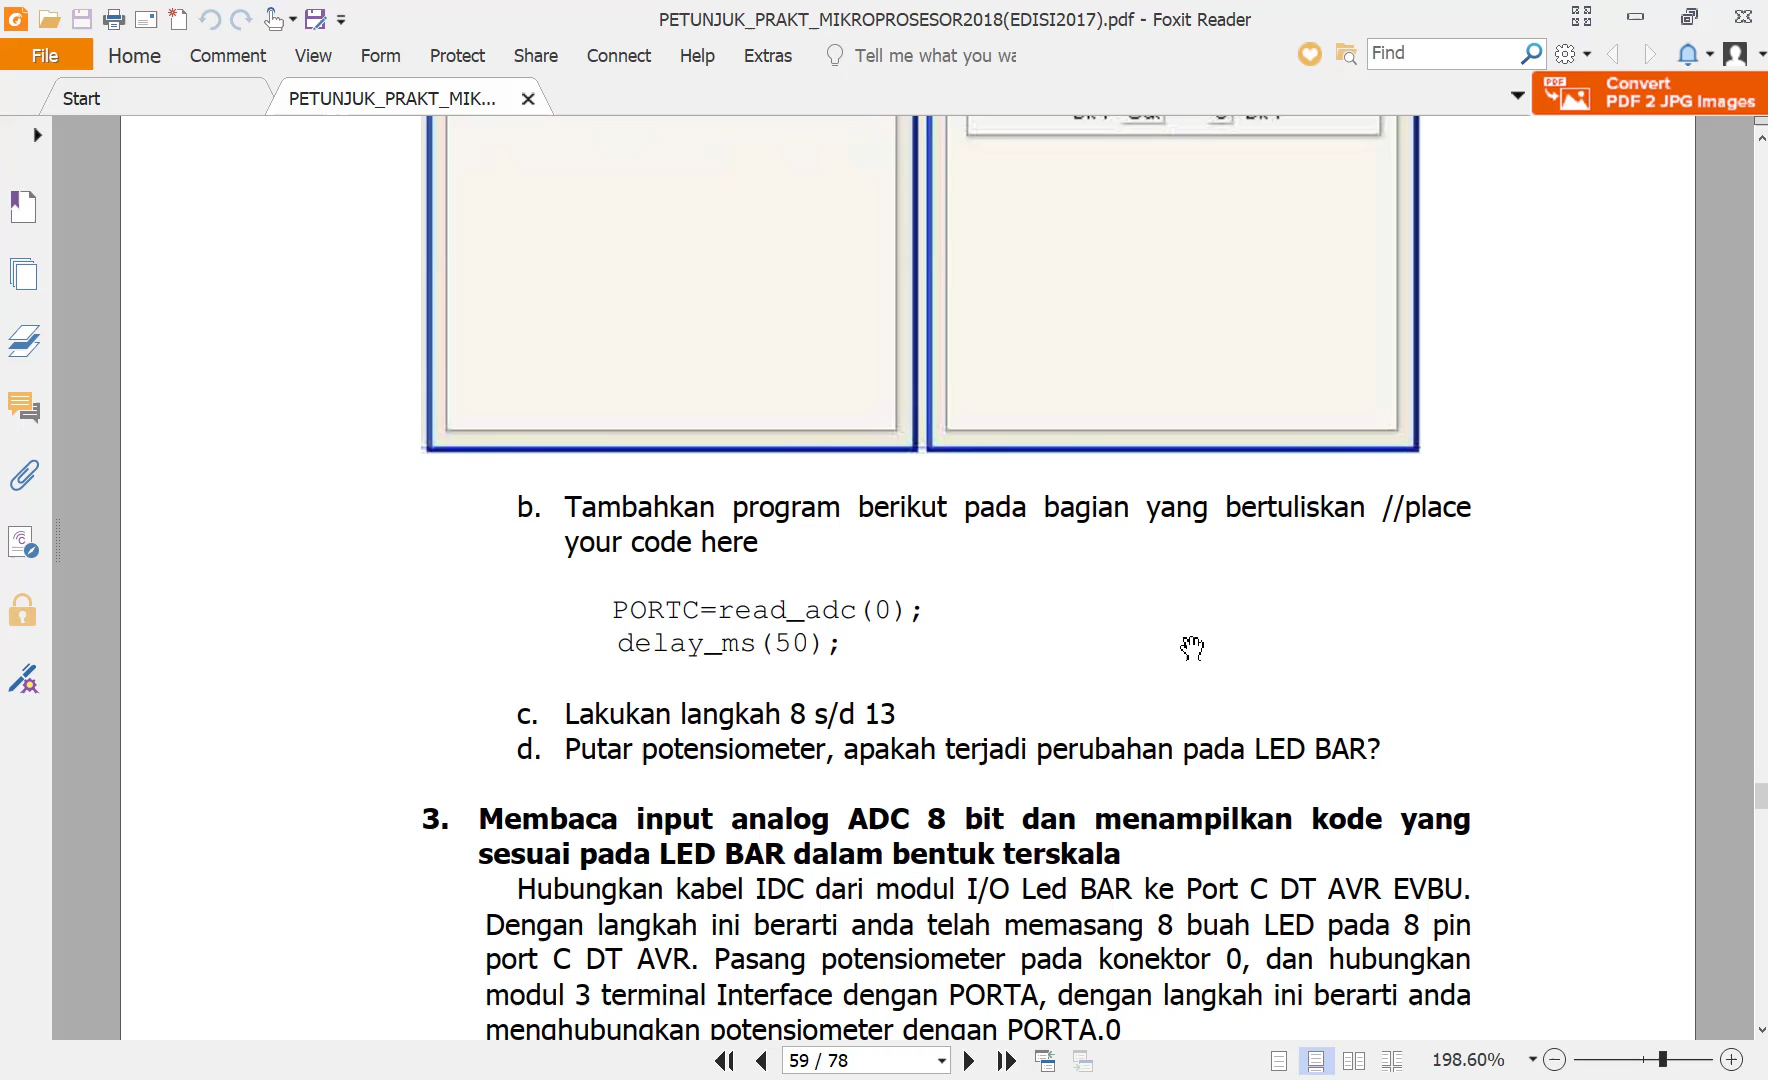 PETUNJUK_PRAKT_MIKROPROSESOR2018(EDISI2017).pdf - Foxit Reader
File Home Comment View Form Protect Share Connect Help Extras Tell me what you wa
Find
Start PETUNJUK_PRAKT_MIK...
PDF Convert
PDF 2 JPG Images
b. Tambahkan program berikut pada bagian yang bertuliskan //place
your code here
PORTC=read_adc(0);
delay_ms(50);
c. Lakukan langkah 8 s/d 13
d. Putar potensiometer, apakah terjadi perubahan pada LED BAR?
3. Membaca input analog ADC 8 bit dan menampilkan kode yang
sesuai pada LED BAR dalam bentuk terskala
Hubungkan kabel IDC dari modul I/O Led BAR ke Port C DT AVR EVBU.
Dengan langkah ini berarti anda telah memasang 8 buah LED pada 8 pin
port C DT AVR. Pasang potensiometer pada konektor 0, dan hubungkan
modul 3 terminal Interface dengan PORTA, dengan langkah ini berarti anda
menghubungkan potensiometer dengan PORTA.0
59 / 78
198.60%